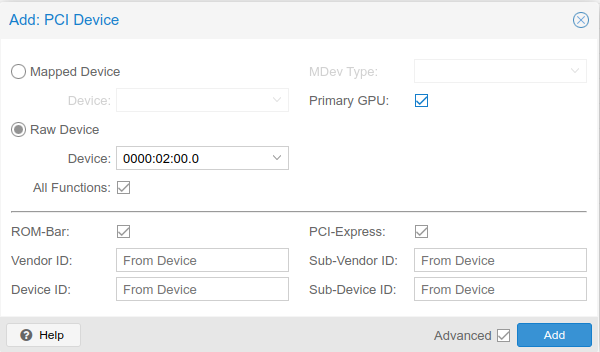 Add: PCI Device
Mapped Device
MDev Type:
Device:
Primary GPU:
Raw Device
Device: 0000:02:00.0
All Functions:
ROM-Bar:
PCI-Express:
Vendor ID: From Device
Sub-Vendor ID: From Device
Device ID: From Device
Sub-Device ID: From Device
Help
Advanced
Add